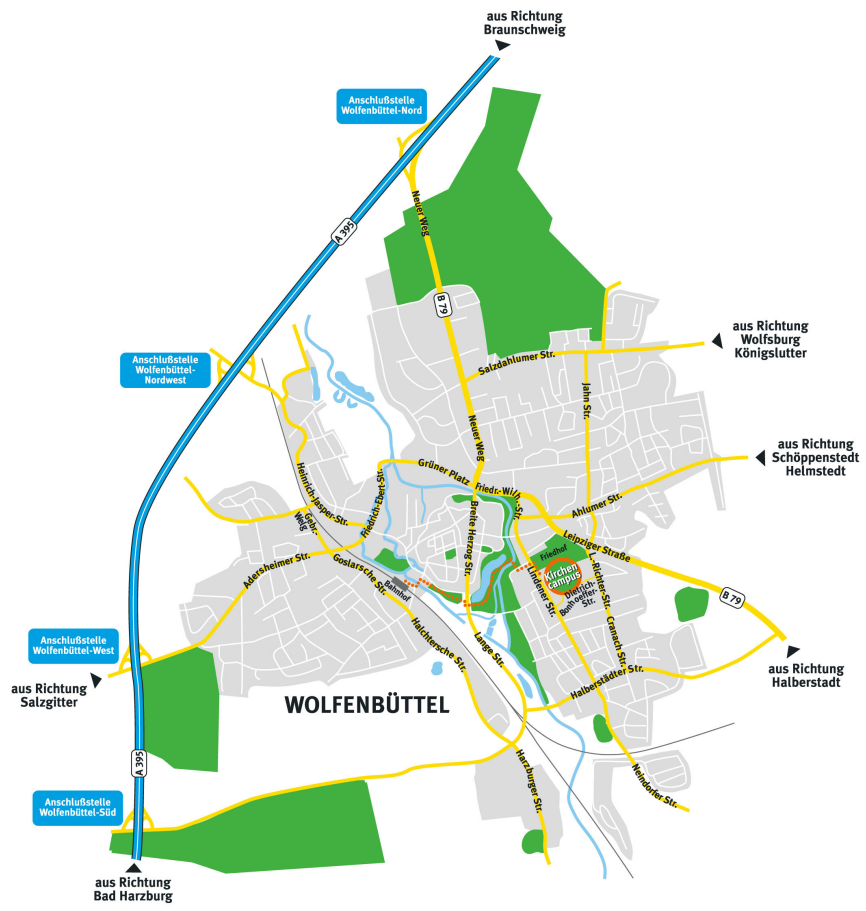 aus Richtung
Braunschweig
Anschlußstelle
Wolfenbüttel-Nord
Neuer Weg
A 395
B 79
aus Richtung
Wolfsburg
Königslutter
Anschlußstelle
Wolfenbüttel-
Nordwest
Salzdahlumer Str.
Jahn Str.
Neuer Weg
aus Richtung
Schöppenstedt
Helmstedt
Grüner Platz
Friedr.-Wilh.-Str.
Heinrich-Jasper-Str.
Friedrich-Ebert-Str.
Breite Herzog Str.
Ahlumer Str.
Gebr.
Welg
Leipziger Straße
Adersheimer Str.
Goslarsche Str.
Friedhof
Kirchen
campus
Lindener Str.
Dietrich-
Bonhoeffer-
Str.
L.-Richter-Str.
Bahnhof
B 79
Cranach Str.
Anschlußstelle
Wolfenbüttel-West
Halchtersche Str.
Lange Str.
aus Richtung
Salzgitter
aus Richtung
Halberstadt
Halberstädter Str.
WOLFENBÜTTEL
A 395
Harzburger Str.
Neindorfer Str.
Anschlußstelle
Wolfenbüttel-Süd
aus Richtung
Bad Harzburg